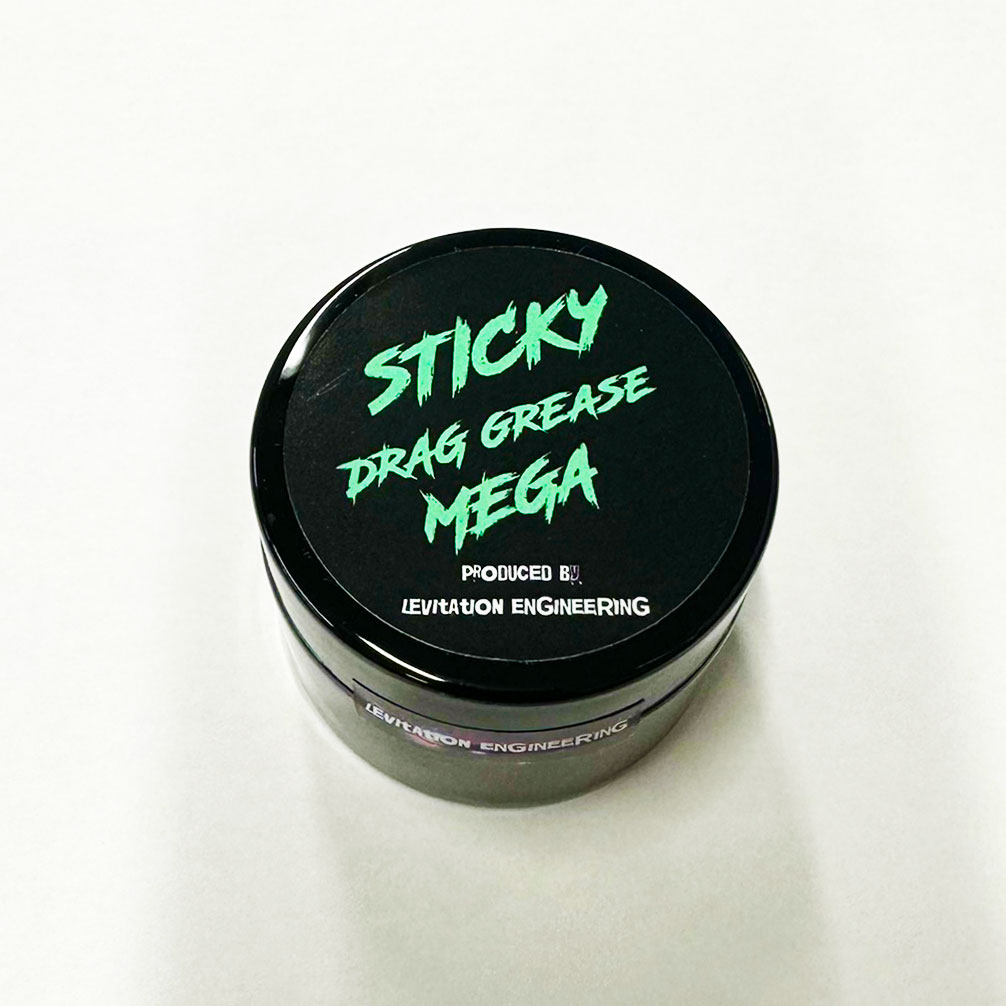 STICKY
DRAG GREASE
MEGA
PRODUCED BY
LEVITATION ENGINEERING
LEVITATION ENGINEERING